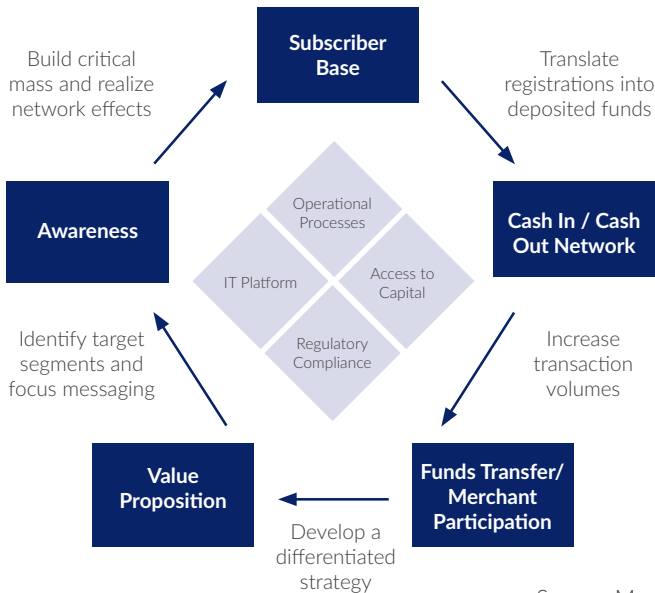 Subscriber
Base
Build critical
mass and realize
network effects
Translate
registrations into
deposited funds
Operational
Processes
Awareness
Cash In / Cash
Out Network
IT Platform
Access to
Capital
Regulatory
Compliance
Identify target
segments and
focus messaging
Increase
transaction
volumes
Value
Proposition
Funds Transfer/
Merchant
Participation
Develop a
differentiated
strategy